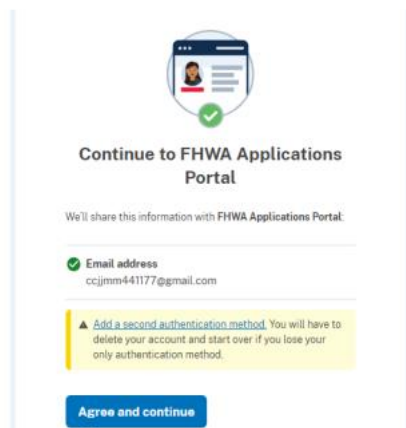 Continue to FHWA Applications
Portal
We'll share this information with FHWA Applications Portal:
Email address
ccjjmm441177@gmail.com
Add a second authentication method. You will have to
delete your account and start over if you lose your
only authentication method.
Agree and continue